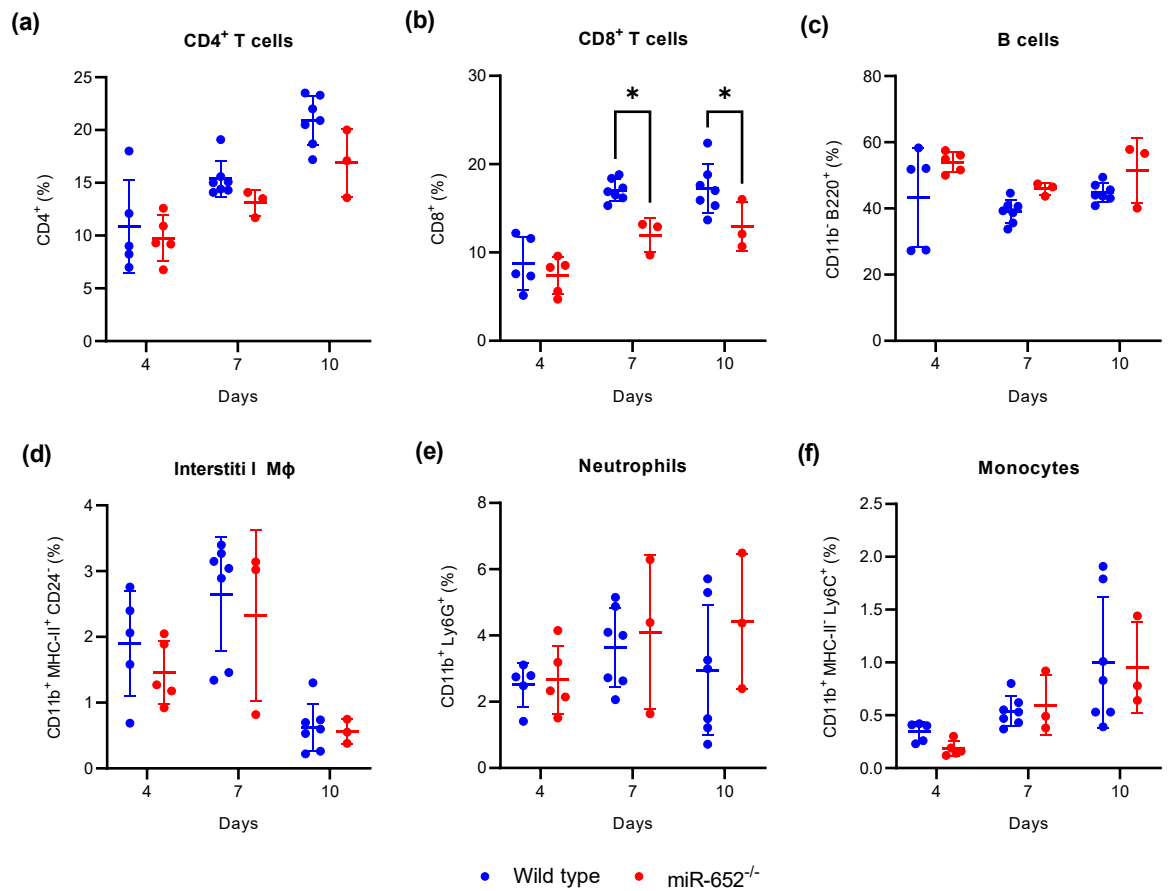 (a)
CD4⁺ T cells
CD4⁺ (%)
25
20
15
10
5
0
4
7
10
Days
(b)
CD8⁺ T cells
CD8⁺ (%)
30
20
10
0
*
*
4
7
10
Days
(c)
B cells
CD11b⁻ B220⁺ (%)
80
60
40
20
0
4
7
10
Days
(d)
Interstiti l Mϕ
CD11b⁺ MHC-II⁺ CD24⁻ (%)
4
3
2
1
0
4
7
10
Days
(e)
Neutrophils
CD11b⁺ Ly6G⁺ (%)
8
6
4
2
0
4
7
10
Days
(f)
Monocytes
CD11b⁺ MHC-II⁻ Ly6C⁺ (%)
2.5
2.0
1.5
1.0
0.5
0.0
4
7
10
Days
Wild type
miR-652⁻/⁻